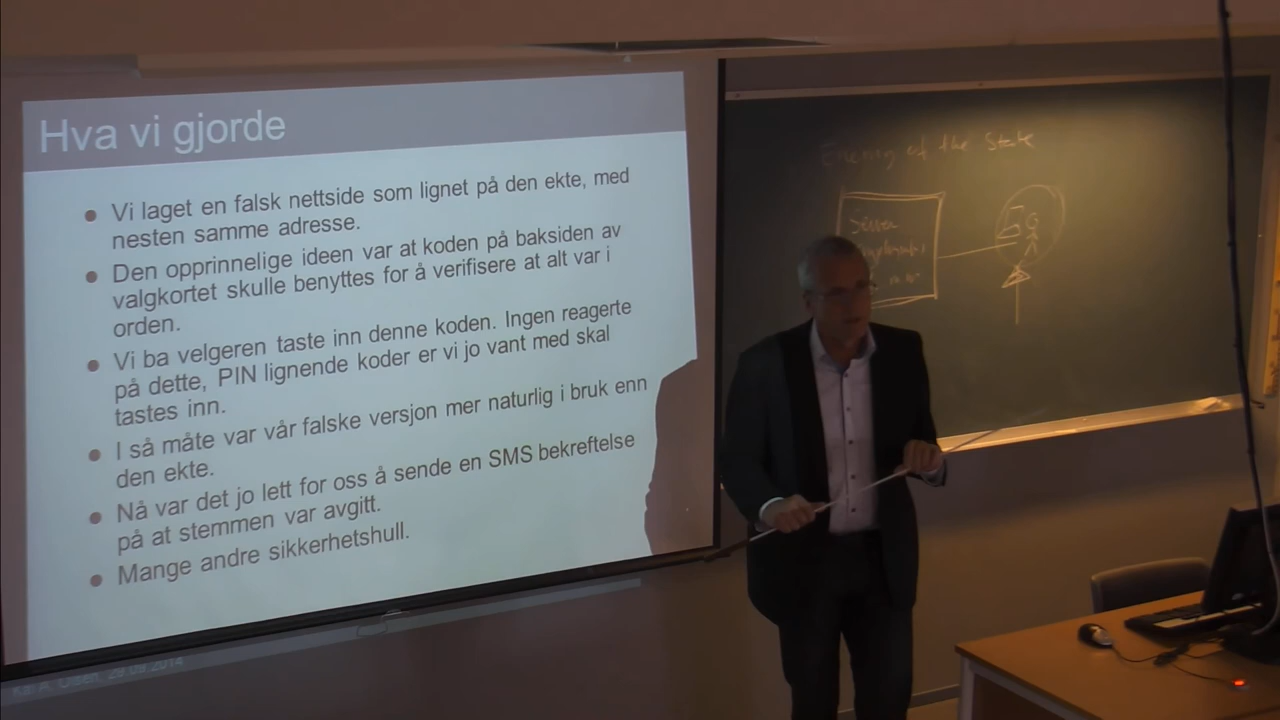 Hva vi gjorde
● Vi laget en falsk nettside som lignet på den ekte, med
nesten samme adresse.
● Den opprinnelige ideen var at koden på baksiden av
valgkortet skulle benyttes for å verifisere at alt var i
orden.
● Vi ba velgeren taste inn denne koden. Ingen reagerte
på dette, PIN lignende koder er vi jo vant med skal
tastes inn.
● I så måte var vår falske versjon mer naturlig i bruk enn
den ekte.
● Nå var det jo lett for oss å sende en SMS bekreftelse
på at stemmen var avgitt.
● Mange andre sikkerhetshull.
Kai A. Olsen, 29.09.2014
Enemy of the State
Server